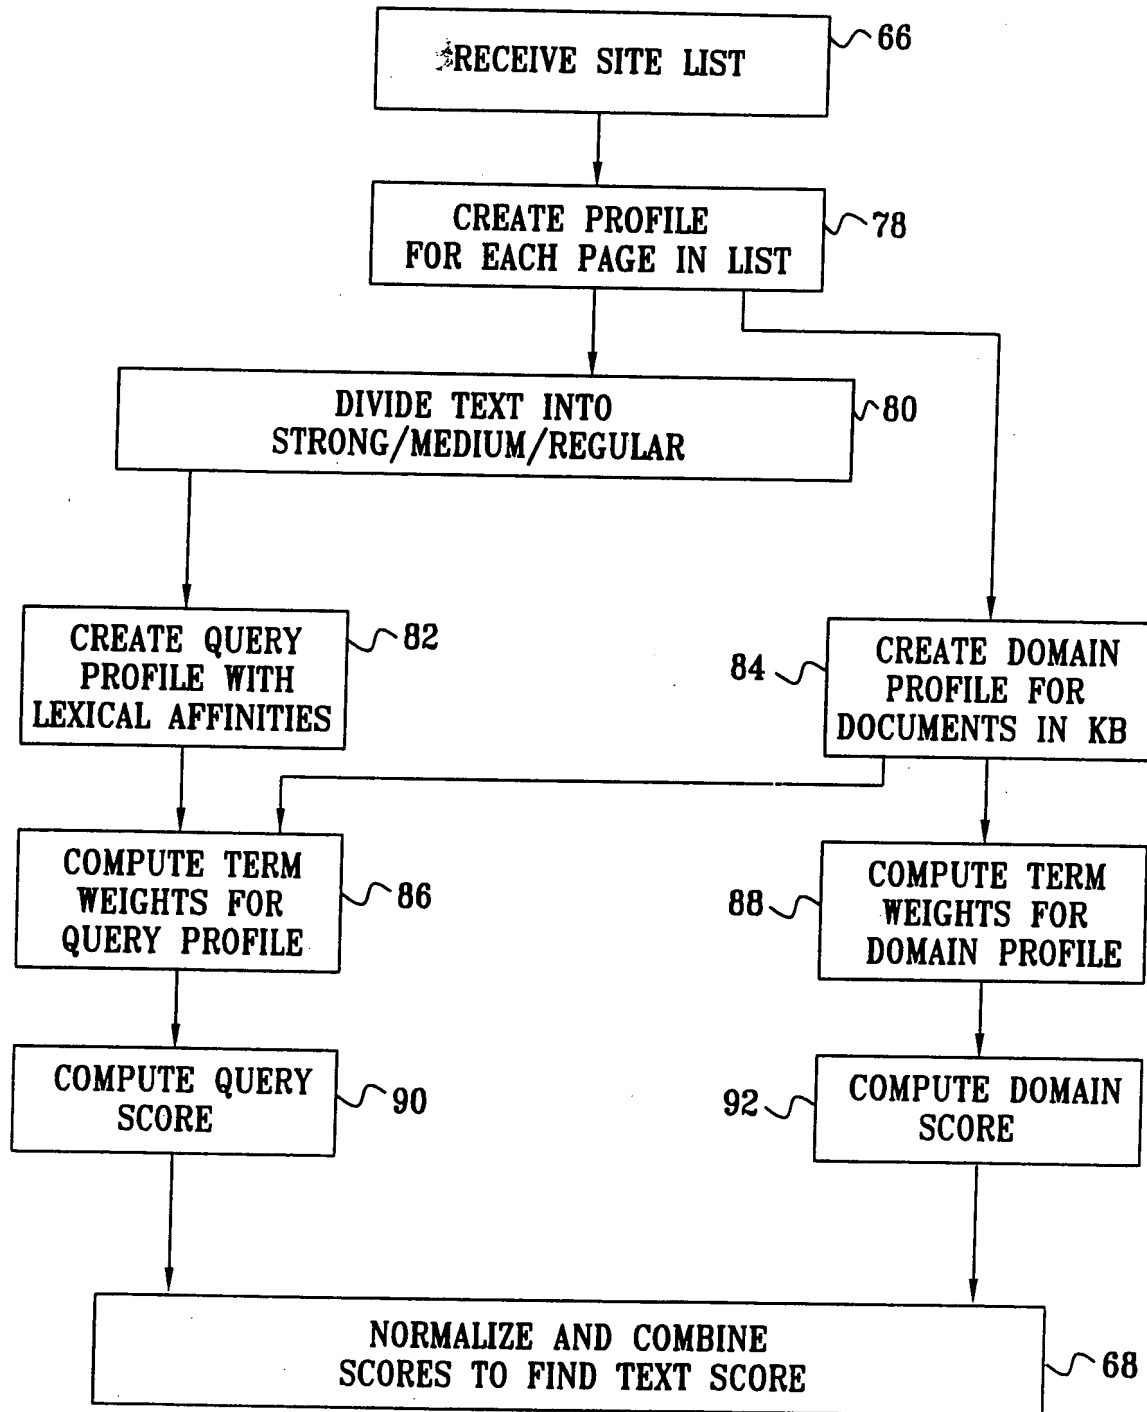 RECEIVE SITE LIST
66
CREATE PROFILE
FOR EACH PAGE IN LIST
78
DIVIDE TEXT INTO
STRONG/MEDIUM/REGULAR
80
CREATE QUERY
PROFILE WITH
LEXICAL AFFINITIES
82
84
CREATE DOMAIN
PROFILE FOR
DOCUMENTS IN KB
COMPUTE TERM
WEIGHTS FOR
QUERY PROFILE
86
88
COMPUTE TERM
WEIGHTS FOR
DOMAIN PROFILE
COMPUTE QUERY
SCORE
90
92
COMPUTE DOMAIN
SCORE
NORMALIZE AND COMBINE
SCORES TO FIND TEXT SCORE
68